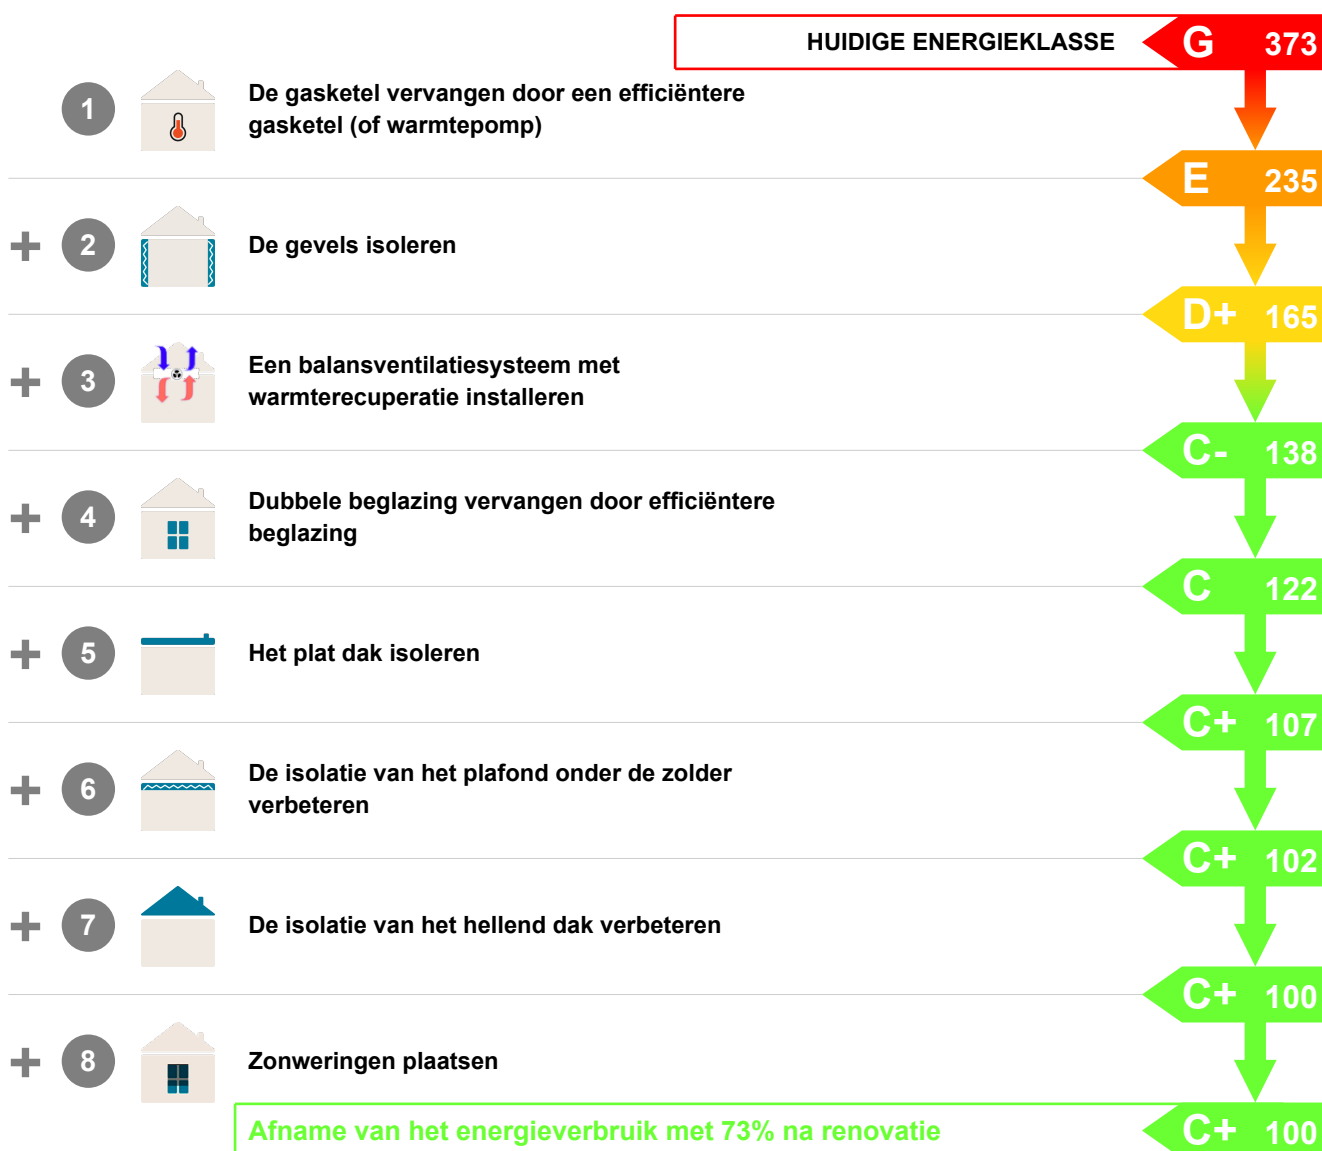 HUIDIGE ENERGIEKLASSE G 373
1 De gasketel vervangen door een efficiëntere
gasketel (of warmtepomp)
E 235
+ 2 De gevels isoleren
D+ 165
+ 3 Een balansventilatiesysteem met
warmterecuperatie installeren
C- 138
+ 4 Dubbele beglazing vervangen door efficiëntere
beglazing
C 122
+ 5 Het plat dak isoleren
C+ 107
+ 6 De isolatie van het plafond onder de zolder
verbeteren
C+ 102
+ 7 De isolatie van het hellend dak verbeteren
C+ 100
+ 8 Zonweringen plaatsen
Afname van het energieverbruik met 73% na renovatie C+ 100